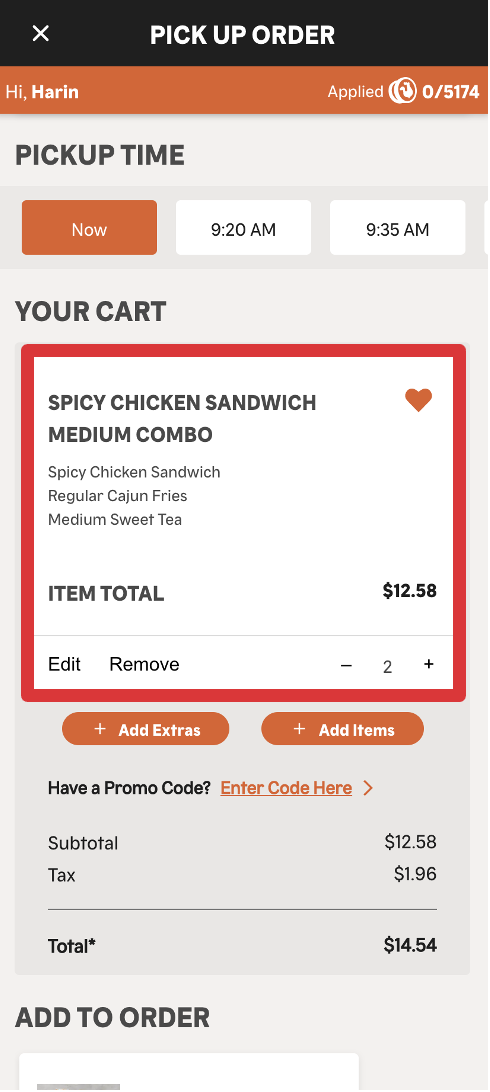 PICK UP ORDER
Hi, Harin
Applied 0/5174
PICKUP TIME
Now
9:20 AM
9:35 AM
YOUR CART
SPICY CHICKEN SANDWICH
MEDIUM COMBO
Spicy Chicken Sandwich
Regular Cajun Fries
Medium Sweet Tea
ITEM TOTAL $12.58
Edit Remove – 2 +
+ Add Extras + Add Items
Have a Promo Code? Enter Code Here
Subtotal $12.58
Tax $1.96
Total* $14.54
ADD TO ORDER